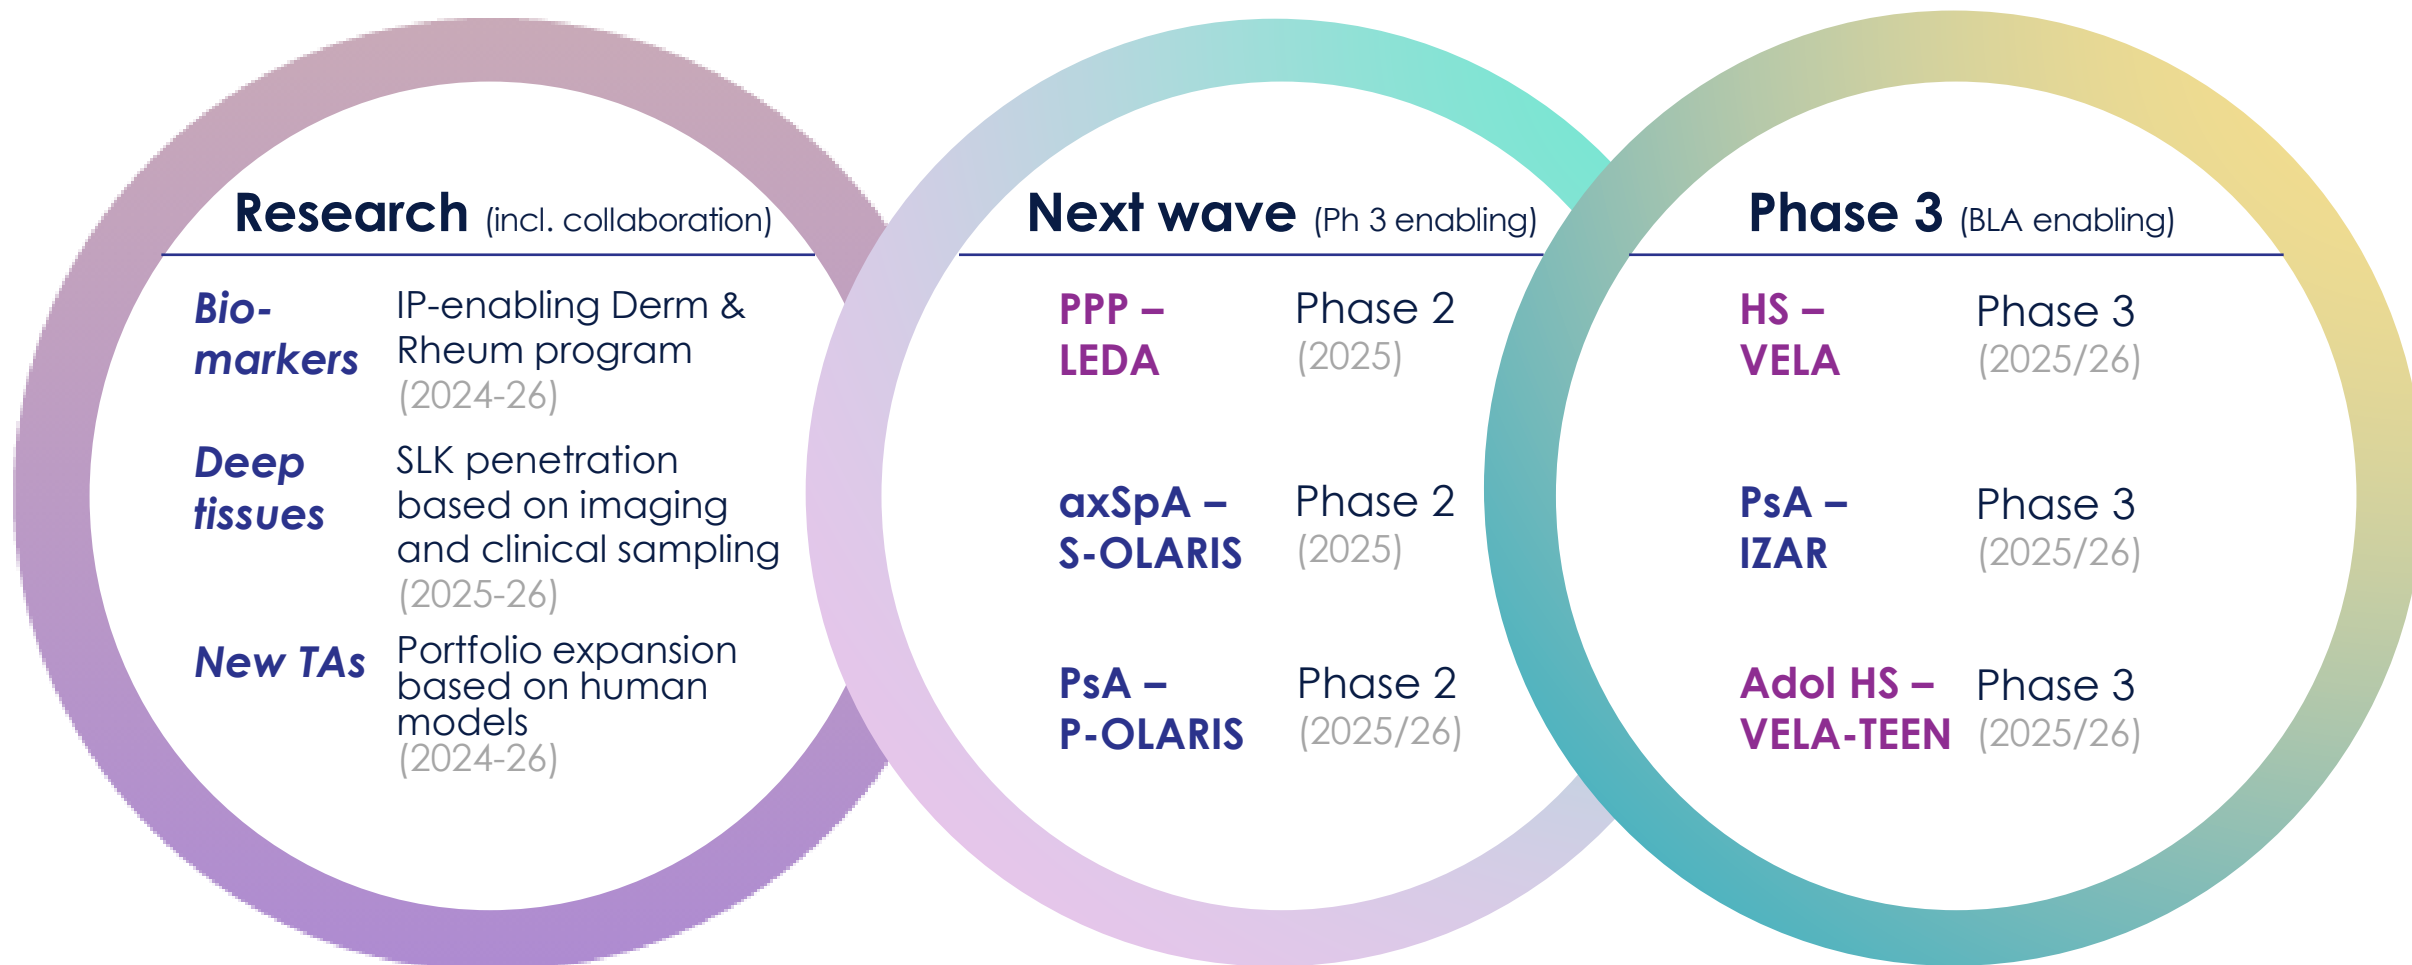 Research (incl. collaboration)
Bio-
markers
IP-enabling Derm &
Rheum program
(2024-26)
Deep
tissues
SLK penetration
based on imaging
and clinical sampling
(2025-26)
New TAs
Portfolio expansion
based on human
models
(2024-26)
Next wave (Ph 3 enabling)
PPP –
LEDA
Phase 2
(2025)
axSpA –
S-OLARIS
Phase 2
(2025)
PsA –
P-OLARIS
Phase 2
(2025/26)
Phase 3 (BLA enabling)
HS –
VELA
Phase 3
(2025/26)
PsA –
IZAR
Phase 3
(2025/26)
Adol HS –
VELA-TEEN
Phase 3
(2025/26)